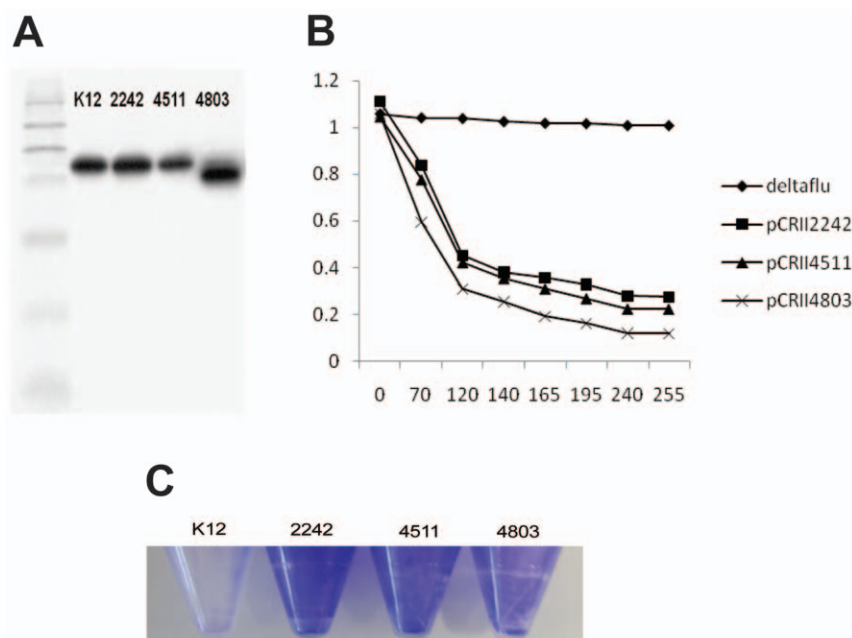 A
K12 2242 4511 4803
B
1.2
1
0.8
0.6
0.4
0.2
0
0 70 120 140 165 195 240 255
deltaflu
pCRII2242
pCRII4511
pCRII4803
C
K12 2242 4511 4803